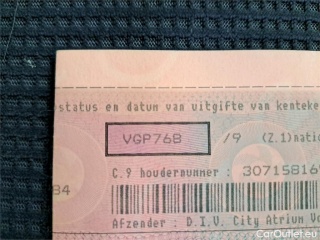 status en datum van uitgifte van kenteke
VGP768 /9 (Z.1)natio
84 C.9 houdernummer : 30715816
Afzender : D.I.V. City Atrium Vo
CarOutlet.eu